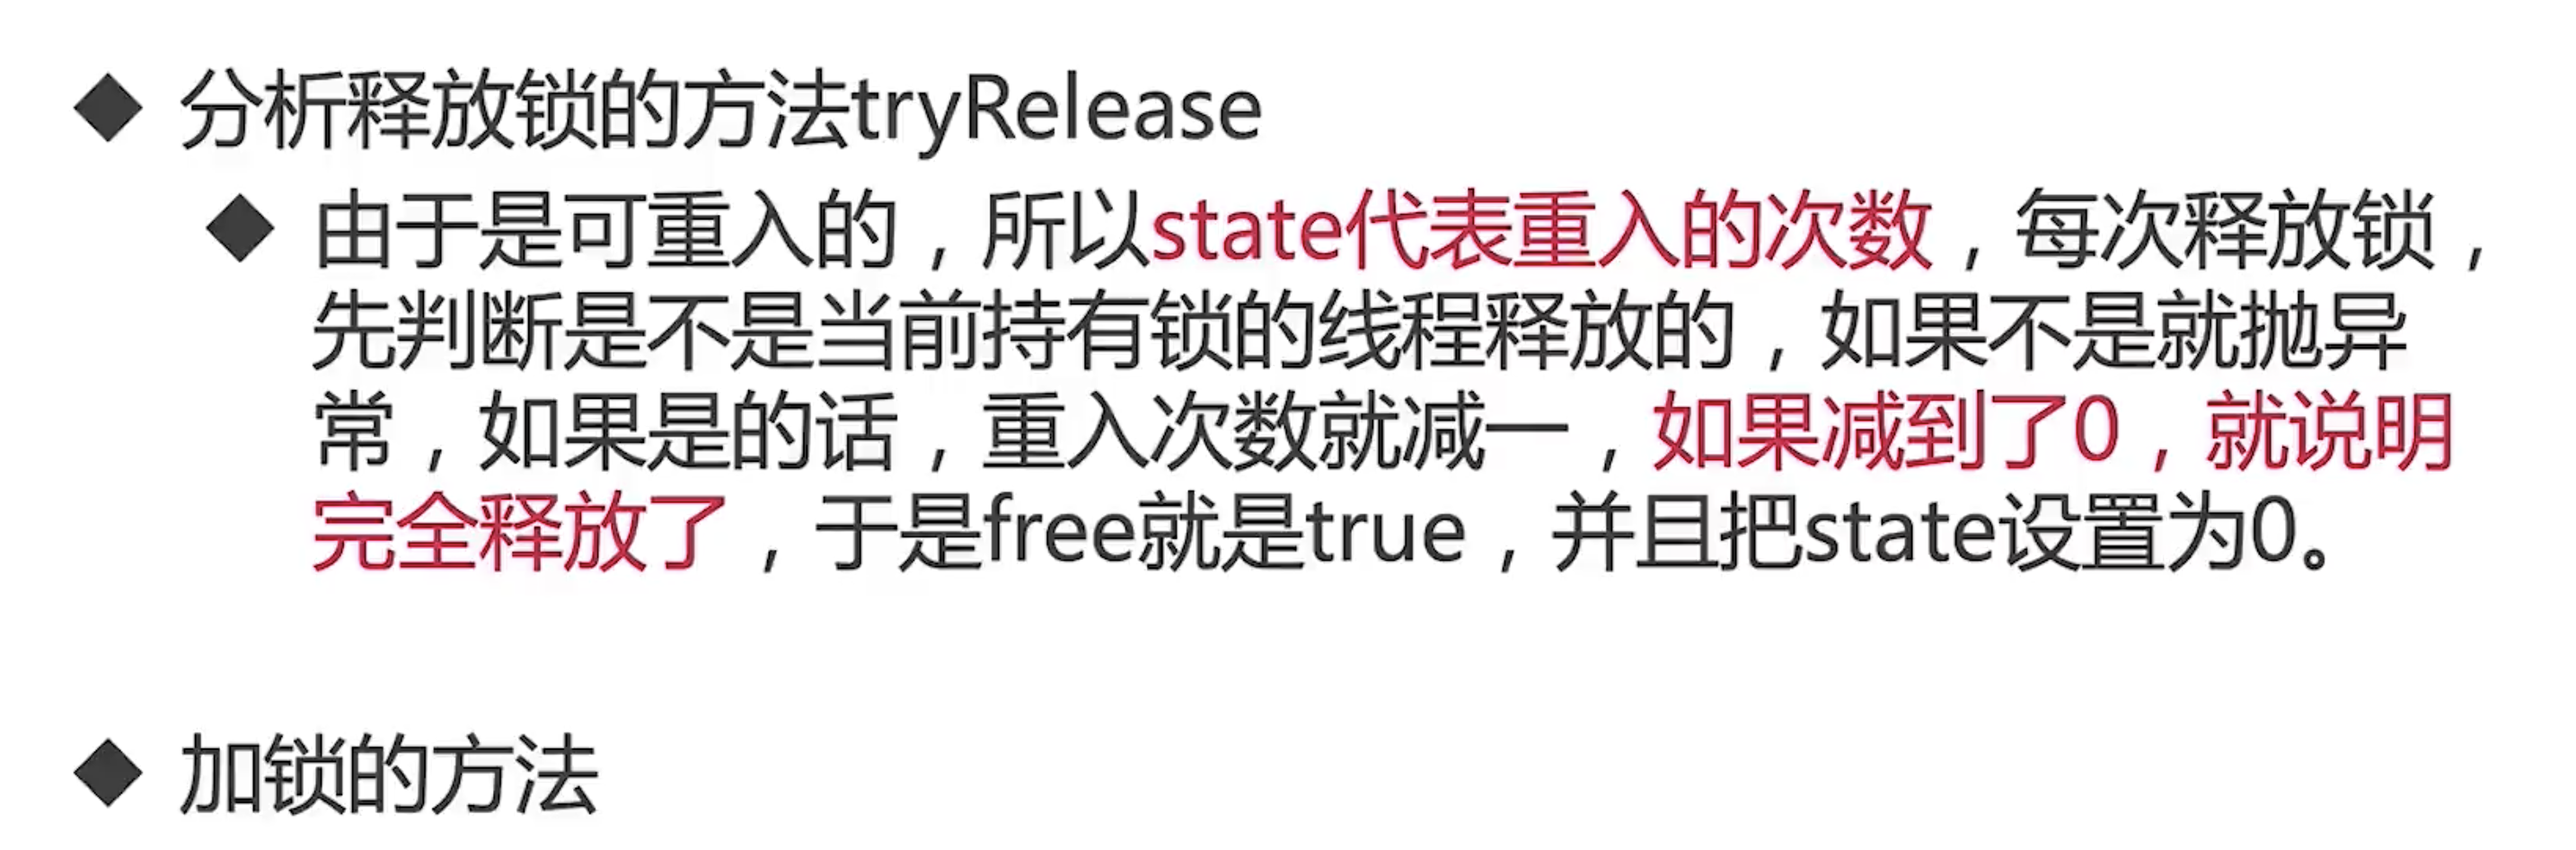 分析释放锁的方法tryRelease
由于是可重入的，所以state代表重入的次数，每次释放锁，
先判断是不是当前持有锁的线程释放的，如果不是就抛异
常，如果是的话，重入次数就减一，如果减到了0，就说明
完全释放了，于是free就是true，并且把state设置为0。
加锁的方法